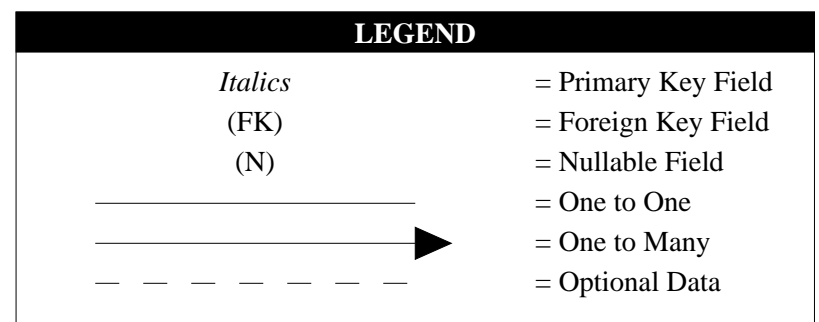 LEGEND
Italics = Primary Key Field
(FK) = Foreign Key Field
(N) = Nullable Field
= One to One
= One to Many
= Optional Data